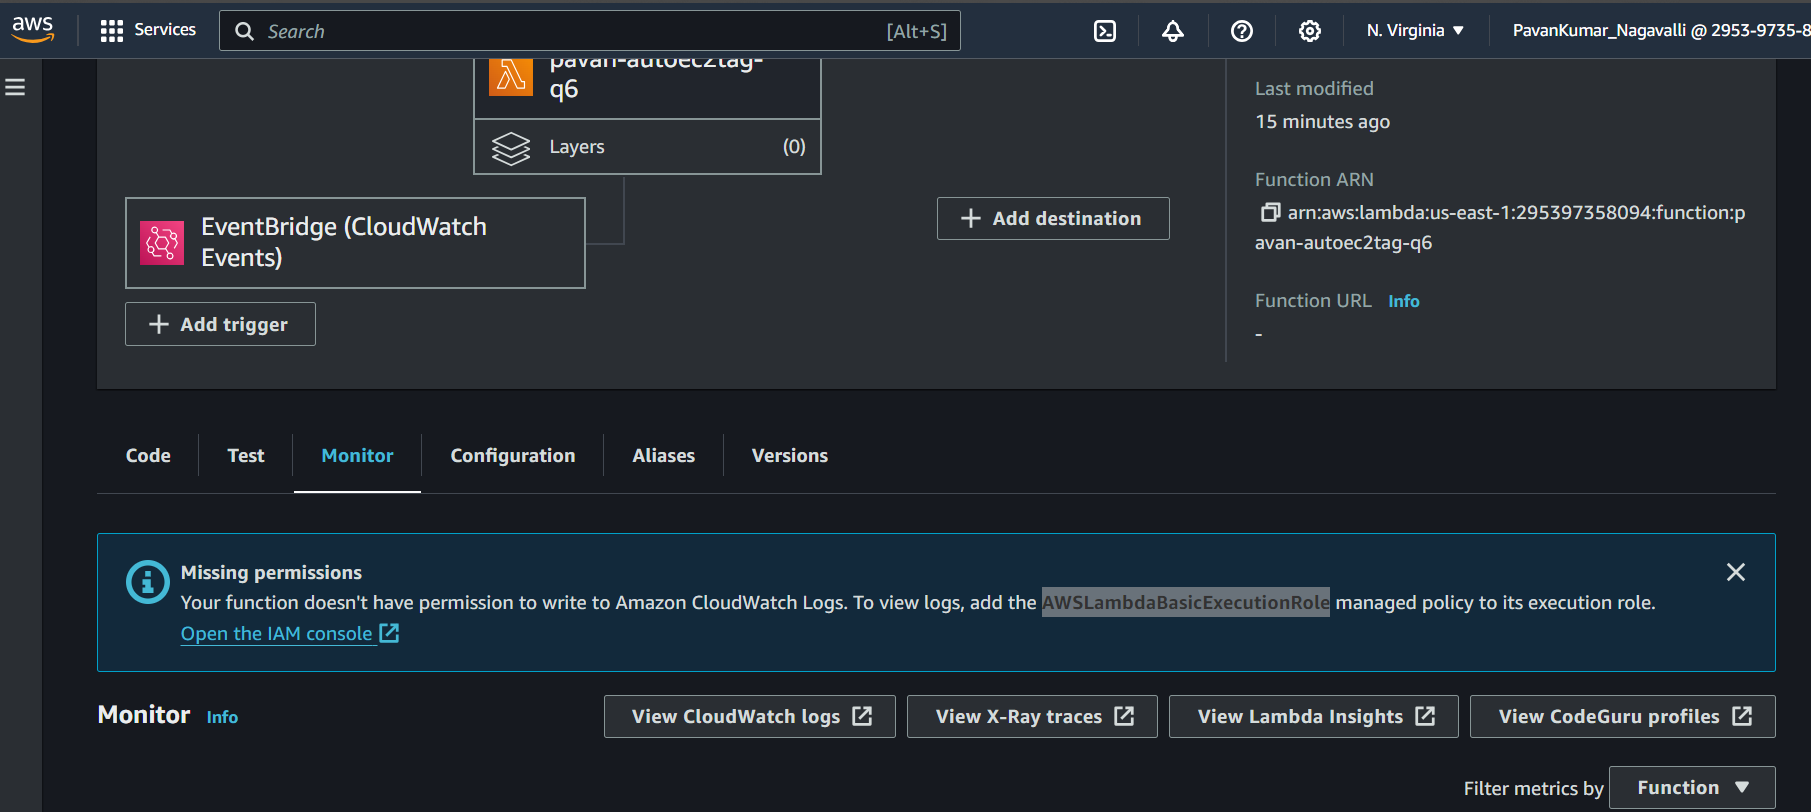 aws
Services
Search
[Alt+S]
N. Virginia
PavanKumar_Nagavalli @ 2953-9735-8
pavan-autoec2tag-
q6
Layers
(0)
EventBridge (CloudWatch
Events)
Add trigger
Add destination
Last modified
15 minutes ago
Function ARN
arn:aws:lambda:us-east-1:295397358094:function:p
avan-autoec2tag-q6
Function URL Info
-
Code
Test
Monitor
Configuration
Aliases
Versions
Missing permissions
Your function doesn't have permission to write to Amazon CloudWatch Logs. To view logs, add the AWSLambdaBasicExecutionRole managed policy to its execution role.
Open the IAM console
Monitor Info
View CloudWatch logs
View X-Ray traces
View Lambda Insights
View CodeGuru profiles
Filter metrics by
Function